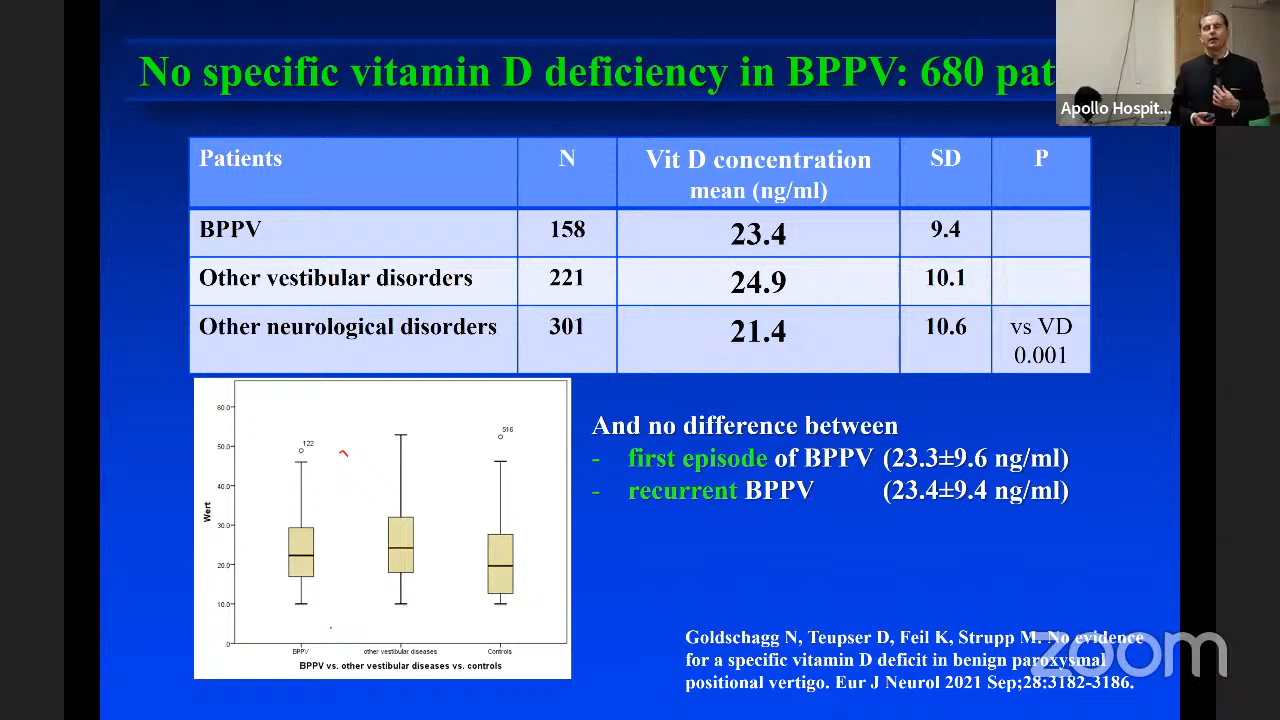 No specific vitamin D deficiency in BPPV: 680 pat
Apollo Hospit...
Patients N Vit D concentration mean (ng/ml) SD P
BPPV 158 23.4 9.4
Other vestibular disorders 221 24.9 10.1
Other neurological disorders 301 21.4 10.6 vs VD 0.001
60.0
50.0
40.0
30.0
20.0
10.0
.0
Wert
122
516
BPPV other vestibular diseases Controls
BPPV vs. other vestibular diseases vs. controls
And no difference between
- first episode of BPPV (23.3±9.6 ng/ml)
- recurrent BPPV (23.4±9.4 ng/ml)
Goldschagg N, Teupser D, Feil K, Strupp M. No evidence
for a specific vitamin D deficit in benign paroxysmal
positional vertigo. Eur J Neurol 2021 Sep;28:3182-3186.
zoom